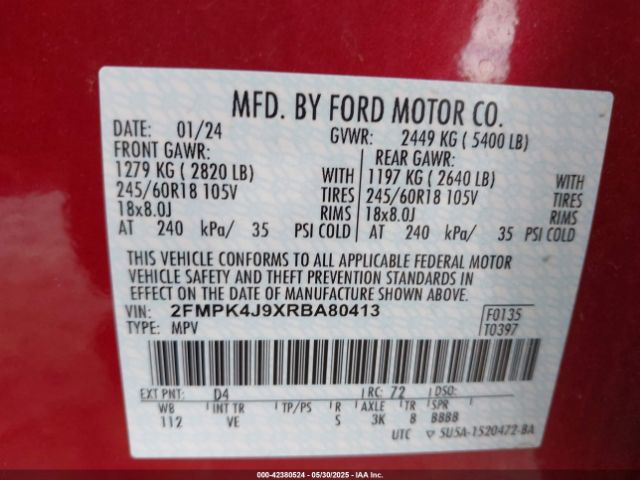 MFD. BY FORD MOTOR CO.
DATE: 01/24 GVWR: 2449 KG ( 5400 LB)
FRONT GAWR: REAR GAWR:
1279 KG ( 2820 LB) WITH 1197 KG ( 2640 LB) WITH
245/60R18 105V TIRES 245/60R18 105V TIRES
18x8.0J RIMS 18x8.0J RIMS
AT 240 kPa/ 35 PSI COLD AT 240 kPa/ 35 PSI COLD
THIS VEHICLE CONFORMS TO ALL APPLICABLE FEDERAL MOTOR
VEHICLE SAFETY AND THEFT PREVENTION STANDARDS IN
EFFECT ON THE DATE OF MANUFACTURE SHOWN ABOVE.
VIN: 2FMPK4J9XRBA80413 F0135
TYPE: MPV T0397
EXT PNT: D4 RC: 72 DSO:
WB INT TR TP/PS R AXLE TR SPR
112 VE S 3K 8 BBBB
UTC ▽ SU5A-1520472-BA
000-42380524 - 05/30/2025 - IAA Inc.